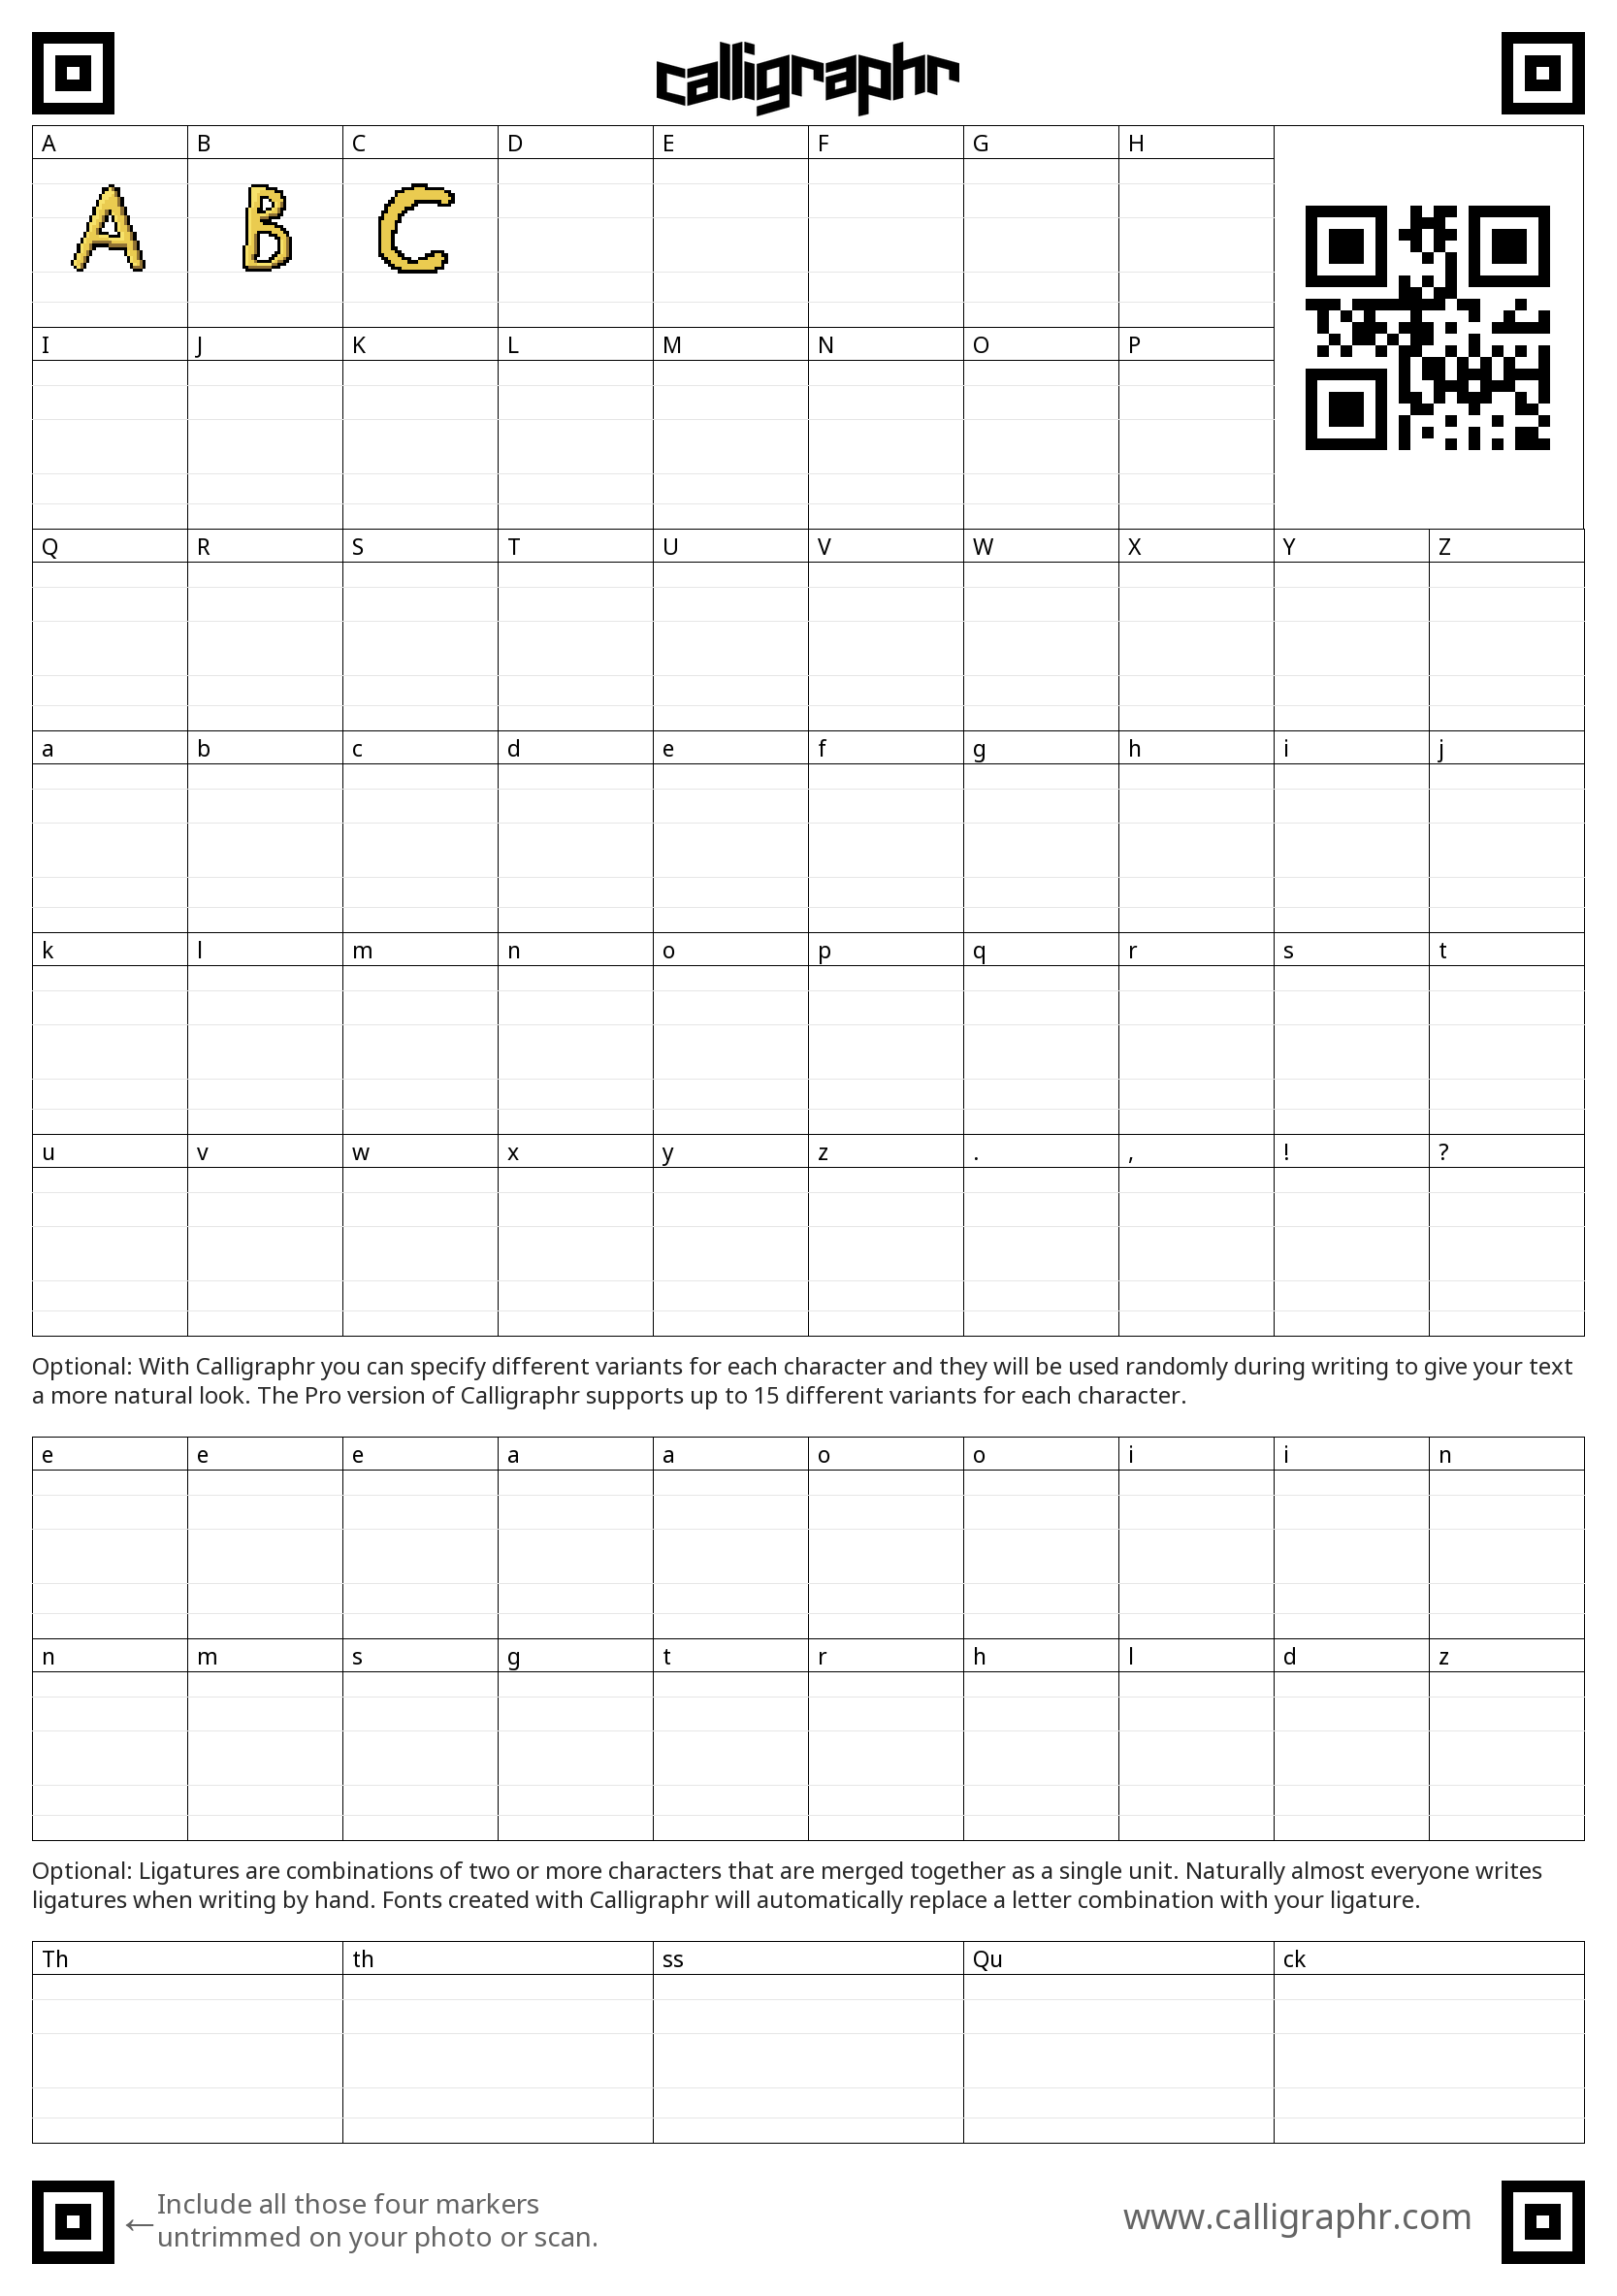 calligraphr
A B C D E F G H
A B C
I J K L M N O P
Q R S T U V W X Y Z
a b c d e f g h i j
k l m n o p q r s t
u v w x y z . , ! ?
Optional: With Calligraphr you can specify different variants for each character and they will be used randomly during writing to give your text
a more natural look. The Pro version of Calligraphr supports up to 15 different variants for each character.
e e e a a o o i i n
n m s g t r h l d z
Optional: Ligatures are combinations of two or more characters that are merged together as a single unit. Naturally almost everyone writes
ligatures when writing by hand. Fonts created with Calligraphr will automatically replace a letter combination with your ligature.
Th th ss Qu ck
←Include all those four markers
untrimmed on your photo or scan.
www.calligraphr.com